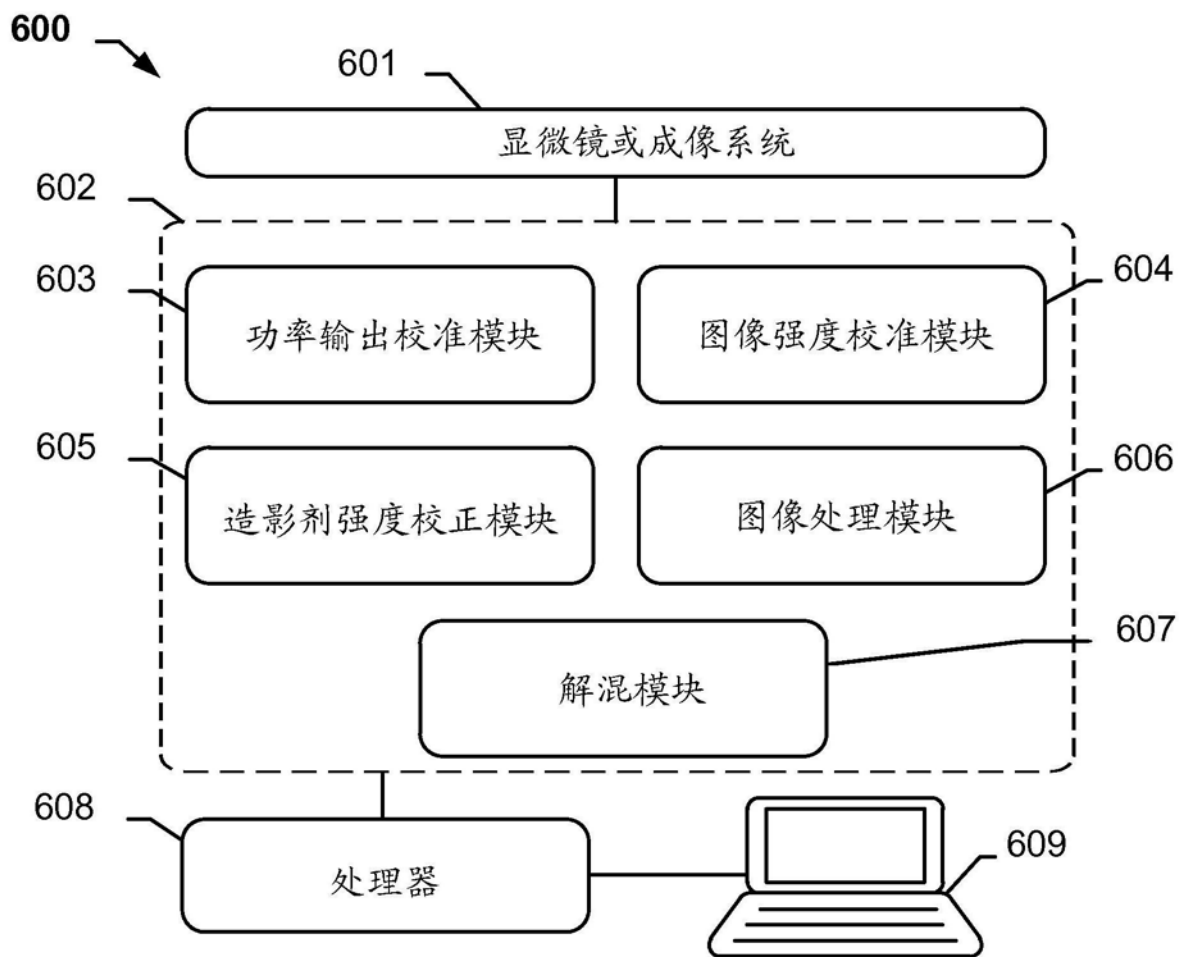 600
601
显微镜或成像系统
602
603
功率输出校准模块
604
图像强度校准模块
605
造影剂强度校正模块
606
图像处理模块
607
解混模块
608
处理器
609